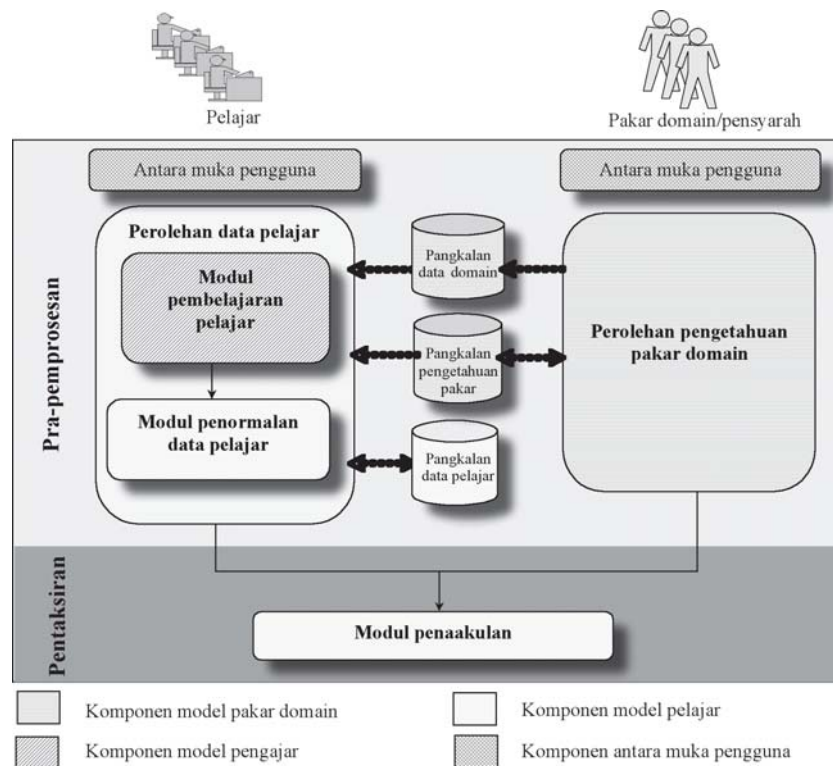 Pelajar
Pakar domain/pensyarah
Antara muka pengguna
Antara muka pengguna
Pra-pemprosesan
Perolehan data pelajar
Modul
pembelajaran
pelajar
Modul penormalan
data pelajar
Pangkalan
data domain
Pangkalan
pengetahuan
pakar
Pangkalan
data pelajar
Perolehan pengetahuan
pakar domain
Pentaksiran
Modul penaakulan
Komponen model pakar domain
Komponen model pelajar
Komponen model pengajar
Komponen antara muka pengguna